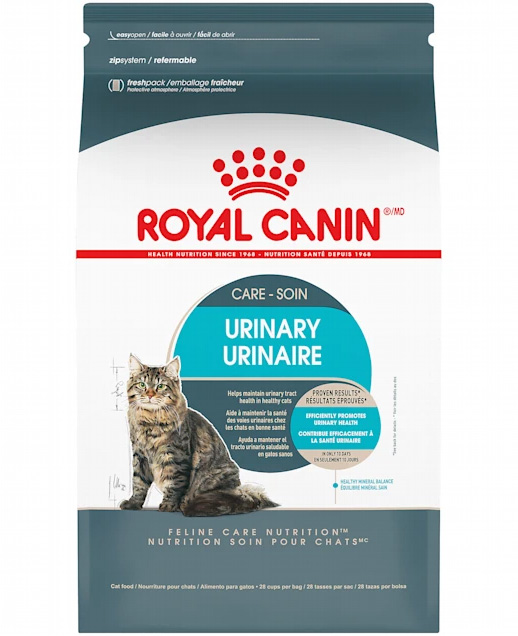 easyopen / facile à ouvrir / fácil de abrir
zipsystem / refermable
freshpack / emballage fraîcheur
Protective atmosphere / Atmosphère protectrice
ROYAL CANIN ®/MD
HEALTH NUTRITION SINCE 1968 - NUTRITION SANTÉ DEPUIS 1968
CARE - SOIN
URINARY
URINAIRE
Helps maintain urinary tract
health in healthy cats
Aide à maintenir la santé
des voies urinaires chez
les chats en bonne santé
Ayuda a mantener el
tracto urinario saludable
en gatos sanos
PROVEN RESULTS*
RÉSULTATS ÉPROUVÉS*
EFFICIENTLY PROMOTES
URINARY HEALTH
CONTRIBUE EFFICACEMENT À
LA SANTÉ URINAIRE
IN ONLY 10 DAYS
EN SEULEMENT 10 JOURS
HEALTHY MINERAL BALANCE
ÉQUILIBRE MINÉRAL SAIN
FELINE CARE NUTRITION™
NUTRITION SOIN POUR CHATS MC
Cat food / Nourriture pour chats / Alimento para gatos • 28 cups per bag / 28 tasses par sac / 28 tazas por bolsa